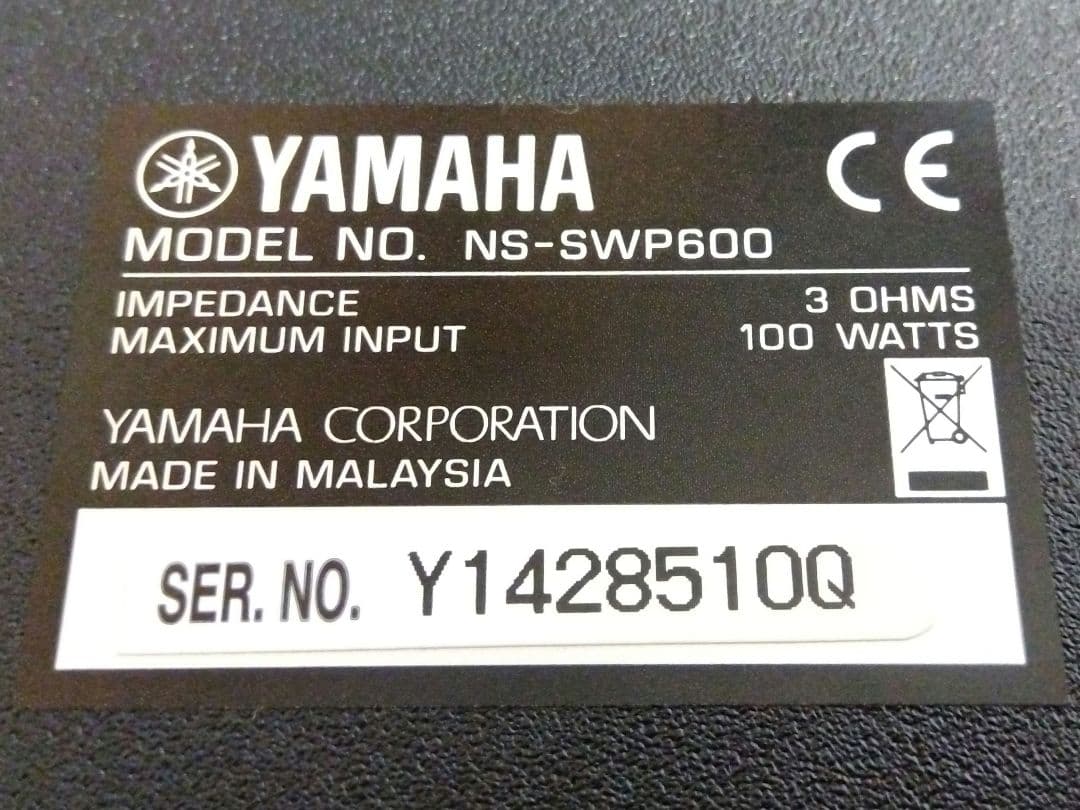 YAMAHA CE
MODEL NO. NS-SWP600
IMPEDANCE 3 OHMS
MAXIMUM INPUT 100 WATTS
YAMAHA CORPORATION
MADE IN MALAYSIA
SER. NO. Y1428510Q